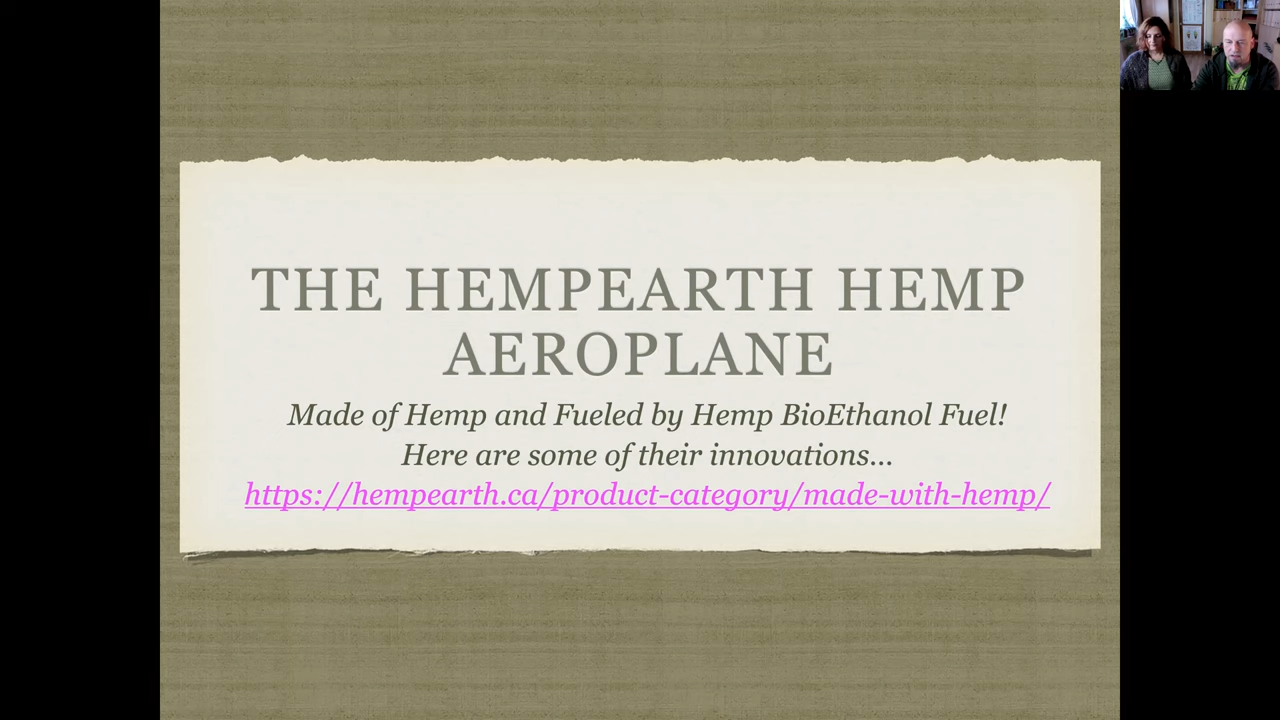 THE HEMPEARTH HEMP
AEROPLANE
Made of Hemp and Fueled by Hemp BioEthanol Fuel!
Here are some of their innovations...
https://hempearth.ca/product-category/made-with-hemp/